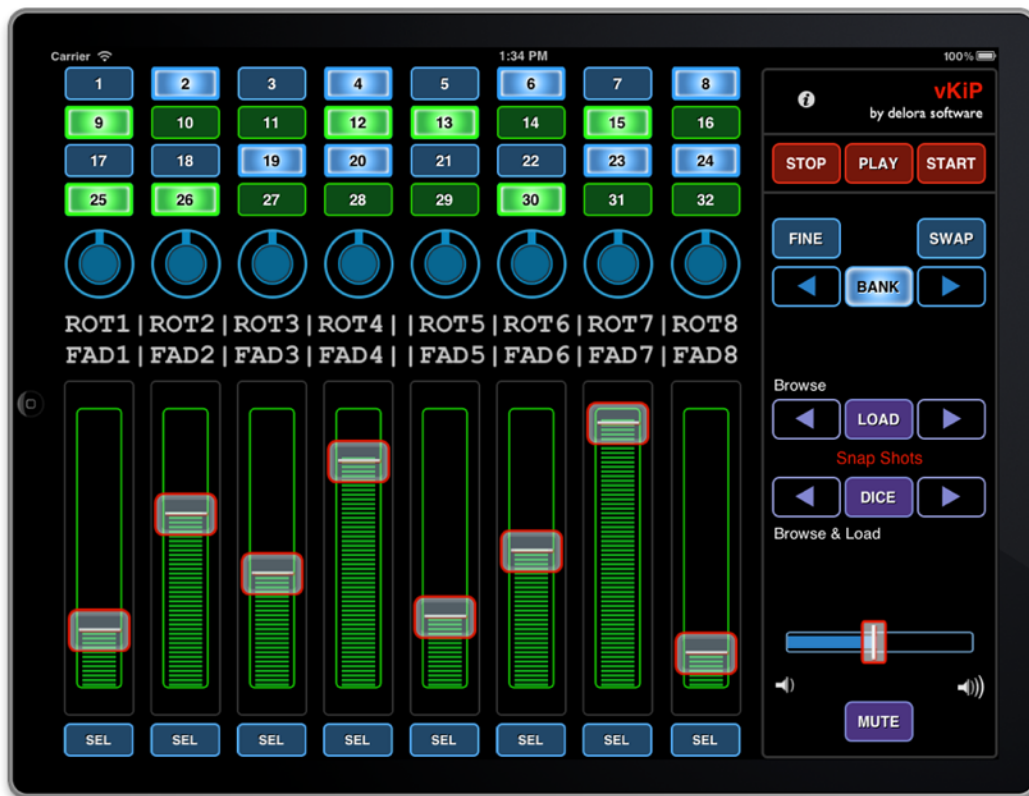 Carrier 1:34 PM 100%
1 2 3 4 5 6 7 8
9 10 11 12 13 14 15 16
17 18 19 20 21 22 23 24
25 26 27 28 29 30 31 32
ROT1|ROT2|ROT3|ROT4||ROT5|ROT6|ROT7|ROT8
FAD1|FAD2|FAD3|FAD4||FAD5|FAD6|FAD7|FAD8
SEL SEL SEL SEL SEL SEL SEL SEL
i vKiP
by delora software
STOP PLAY START
FINE SWAP
BANK
Browse
LOAD
Snap Shots
DICE
Browse & Load
MUTE